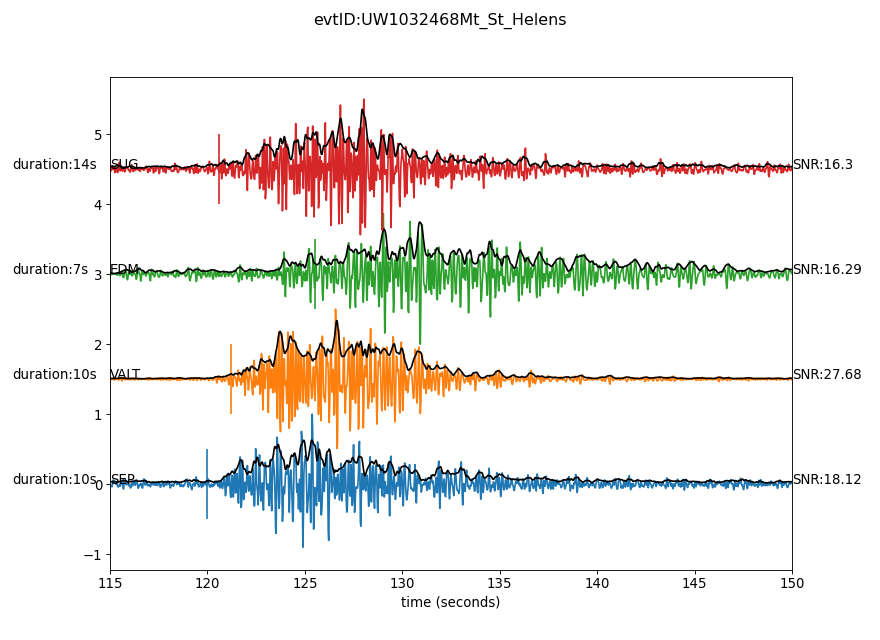 evtID:UW1032468Mt_St_Helens
5
duration:14s SUG SNR:16.3
4
duration:7s EDM SNR:16.29
3
2
duration:10s VALT SNR:27.68
1
duration:10s SEP SNR:18.12
0
−1
115 120 125 130 135 140 145 150
time (seconds)